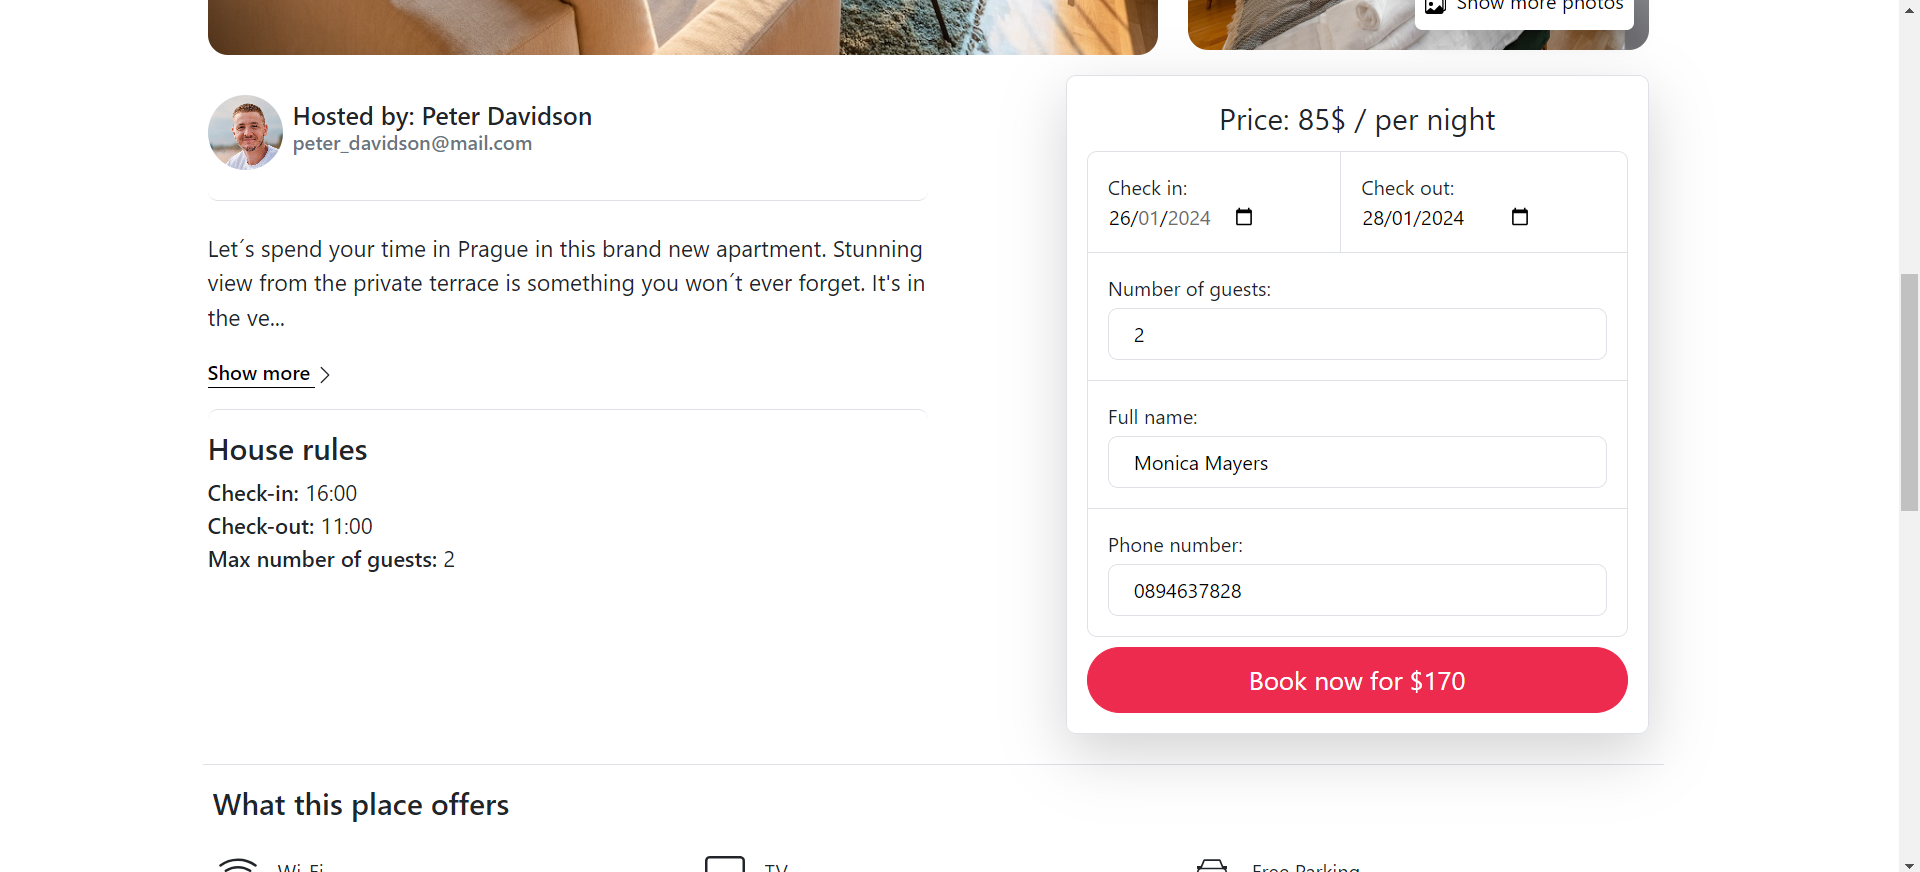 Show more photos
Hosted by: Peter Davidson
peter_davidson@mail.com
Let´s spend your time in Prague in this brand new apartment. Stunning
view from the private terrace is something you won´t ever forget. It's in
the ve...
Show more
House rules
Check-in: 16:00
Check-out: 11:00
Max number of guests: 2
Price: 85$ / per night
Check in:
26/01/2024
Check out:
28/01/2024
Number of guests:
2
Full name:
Monica Mayers
Phone number:
0894637828
Book now for $170
What this place offers
Wi-Fi
TV
Free Parking